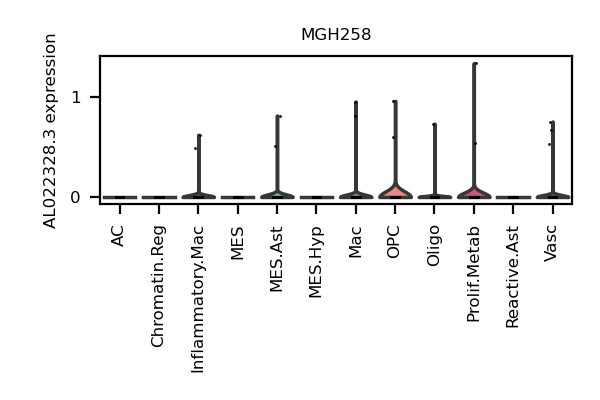 MGH258
AL022328.3 expression
1
0
AC
Chromatin.Reg
Inflammatory.Mac
MES
MES.Ast
MES.Hyp
Mac
OPC
Oligo
Prolif.Metab
Reactive.Ast
Vasc